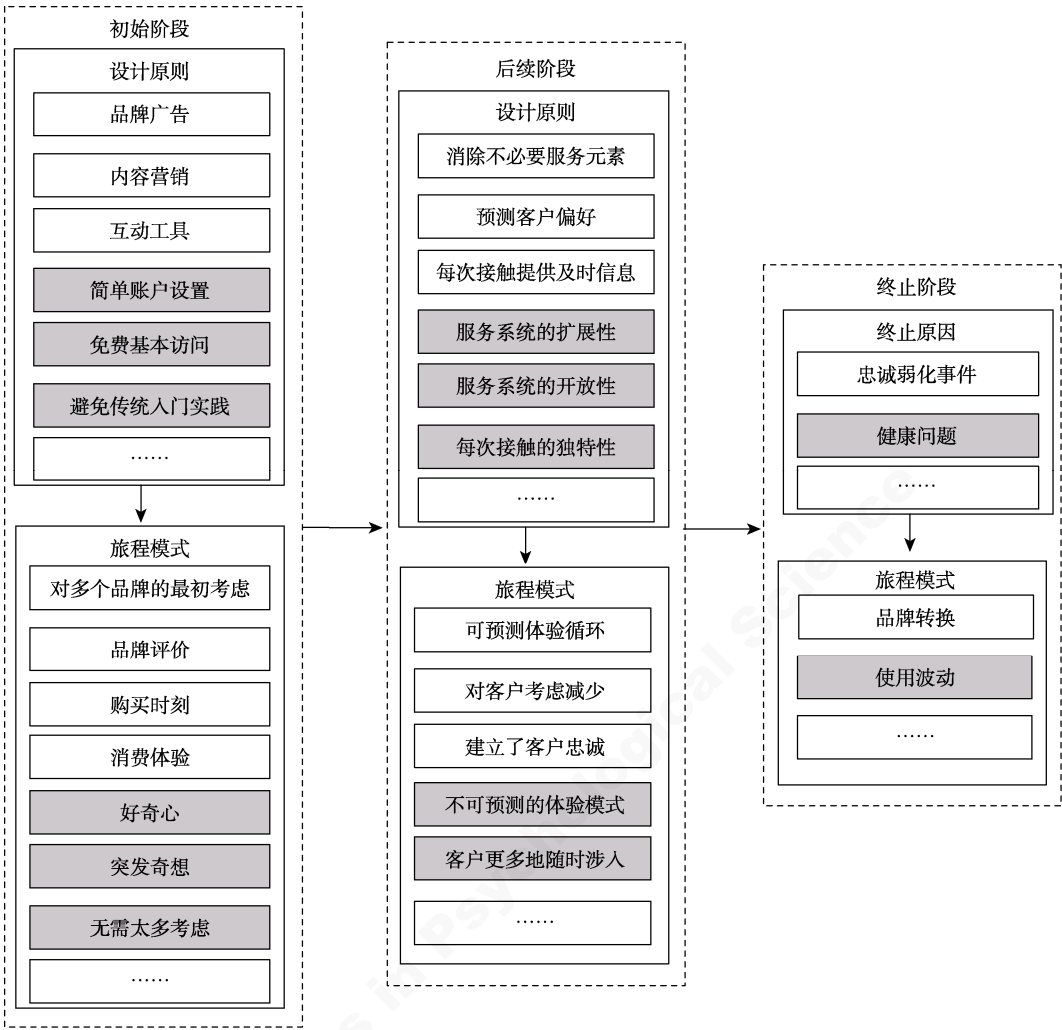 初始阶段
设计原则
品牌广告
内容营销
互动工具
简单账户设置
免费基本访问
避免传统入门实践
……
旅程模式
对多个品牌的最初考虑
品牌评价
购买时刻
消费体验
好奇心
突发奇想
无需太多考虑
……
后续阶段
设计原则
消除不必要服务元素
预测客户偏好
每次接触提供及时信息
服务系统的扩展性
服务系统的开放性
每次接触的独特性
……
旅程模式
可预测体验循环
对客户考虑减少
建立了客户忠诚
不可预测的体验模式
客户更多地随时涉入
……
终止阶段
终止原因
忠诚弱化事件
健康问题
……
旅程模式
品牌转换
使用波动
……
s in Psychological Science